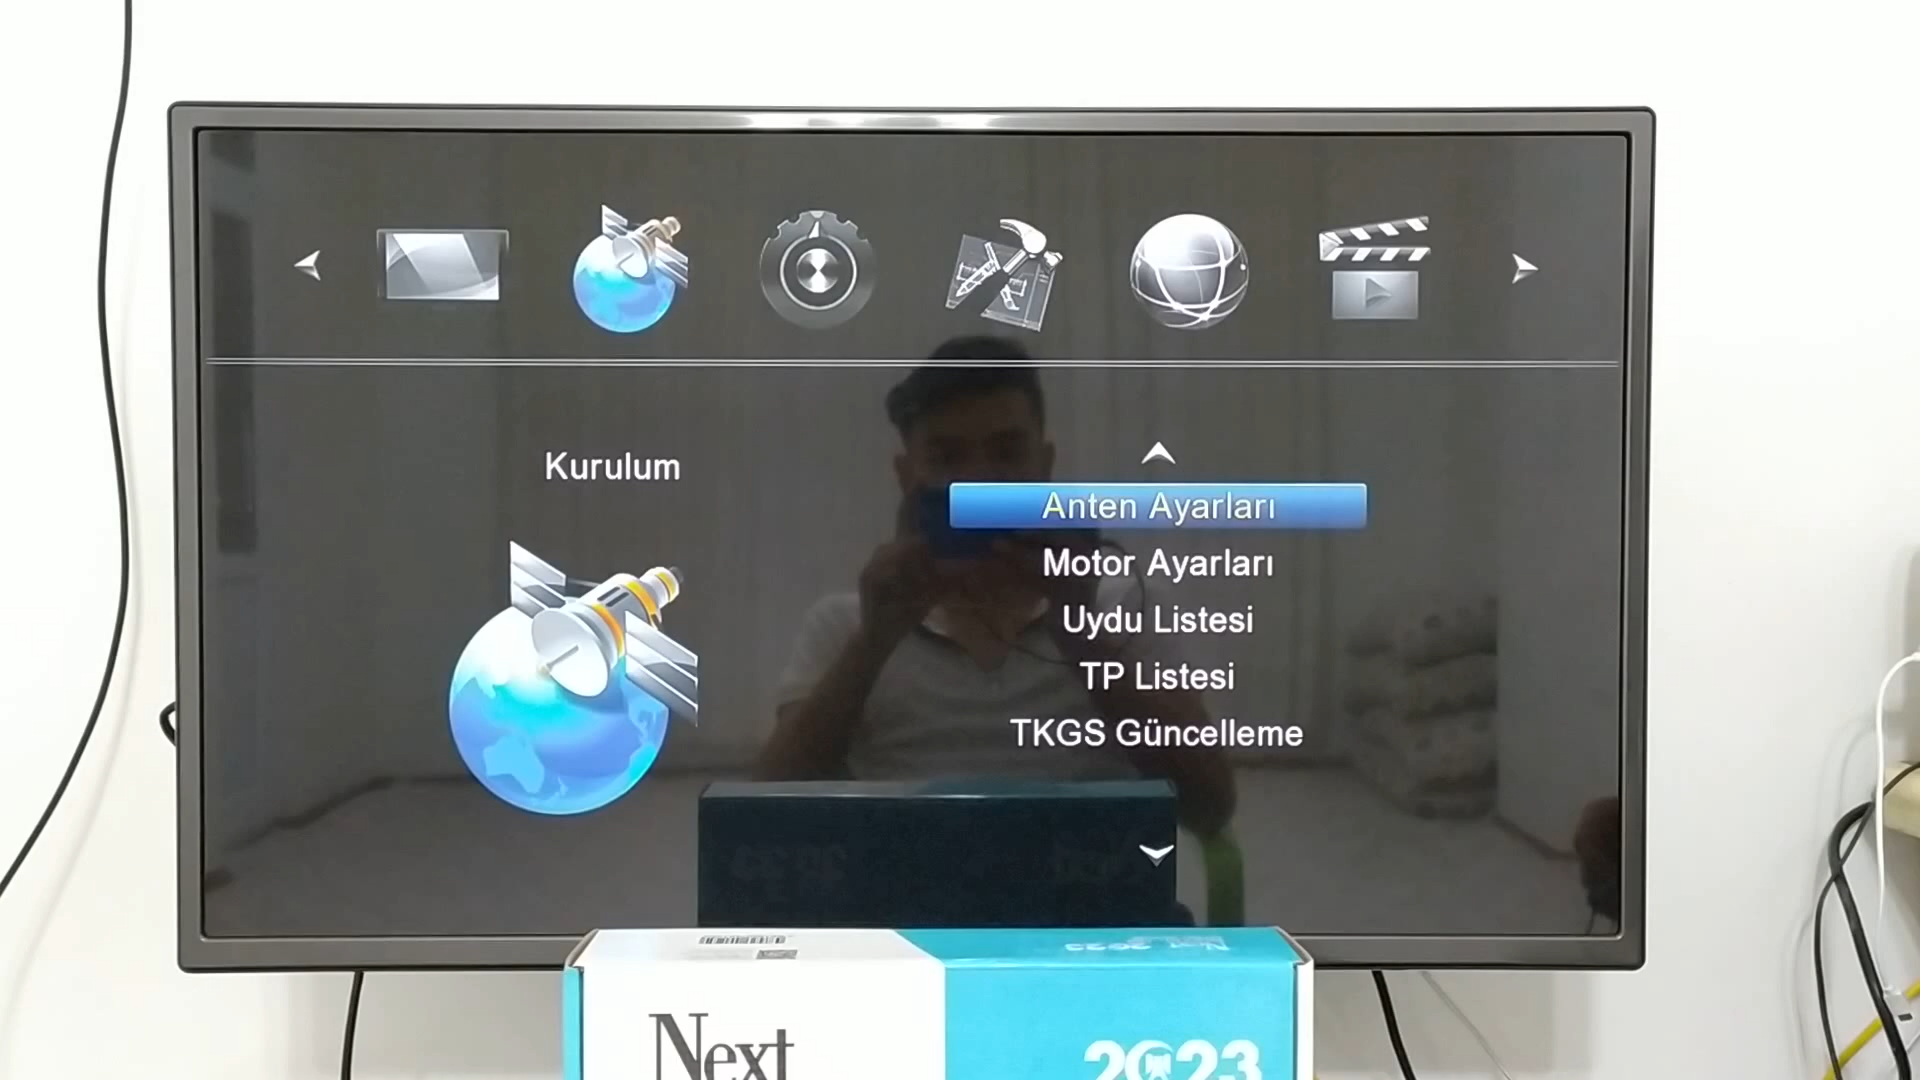 Kurulum
Anten Ayarları
Motor Ayarları
Uydu Listesi
TP Listesi
TKGS Güncelleme
Next
2023